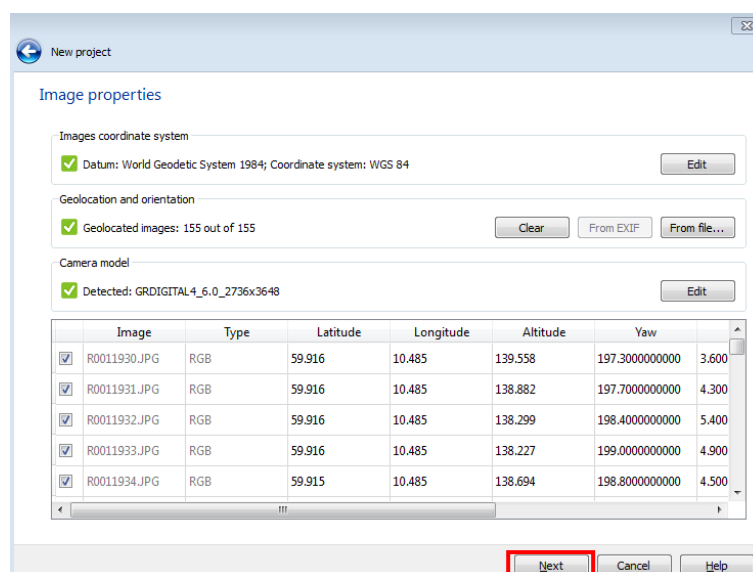 New project
Image properties
Images coordinate system
Datum: World Geodetic System 1984; Coordinate system: WGS 84 Edit
Geolocation and orientation
Geolocated images: 155 out of 155 Clear From EXIF From file...
Camera model
Detected: GRDIGITAL4_6.0_2736x3648 Edit
Image Type Latitude Longitude Altitude Yaw
R0011930.JPG RGB 59.916 10.485 139.558 197.3000000000 3.600
R0011931.JPG RGB 59.916 10.485 138.882 197.7000000000 4.300
R0011932.JPG RGB 59.916 10.485 138.299 198.4000000000 5.400
R0011933.JPG RGB 59.916 10.485 138.227 199.0000000000 4.900
R0011934.JPG RGB 59.915 10.485 138.694 198.8000000000 4.500
Next Cancel Help